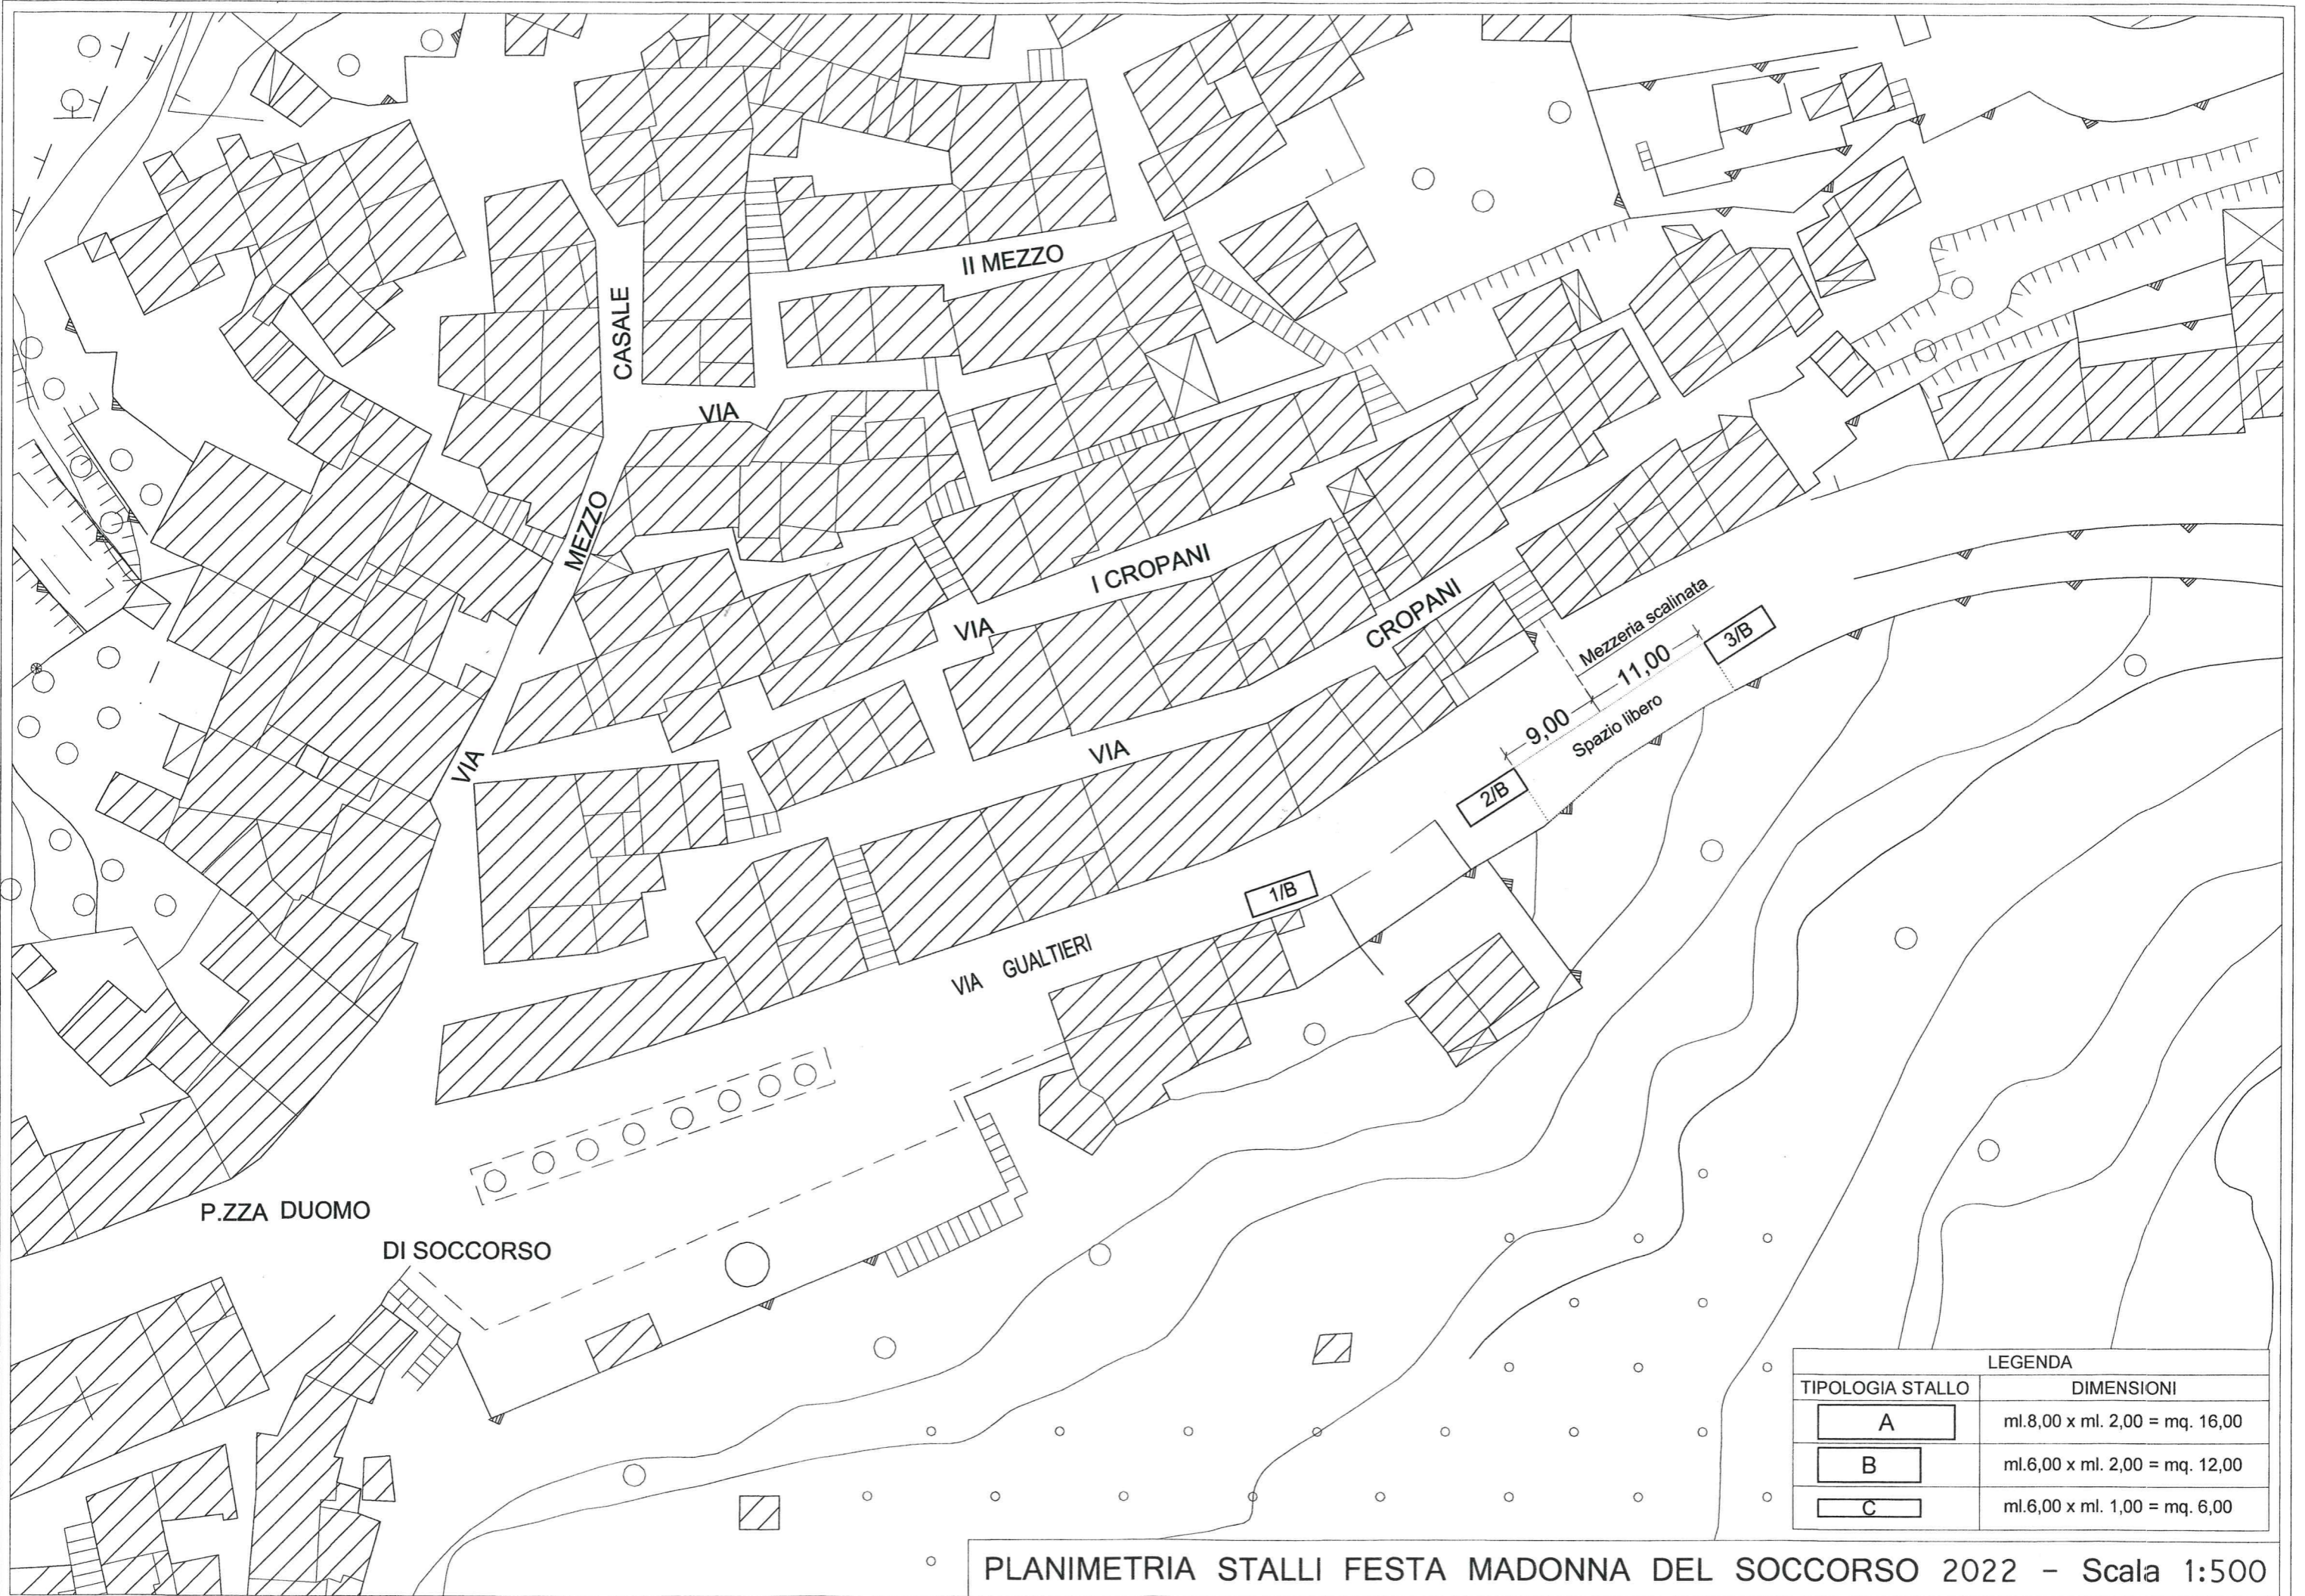 II MEZZO
CASALE
VIA
MEZZO
VIA
I CROPANI
VIA
CROPANI
VIA
Mezzeria scalinata
3/B
11,00
9,00
Spazio libero
2/B
1/B
VIA GUALTIERI
P.ZZA DUOMO
DI SOCCORSO
LEGENDA
TIPOLOGIA STALLO DIMENSIONI
A ml.8,00 x ml. 2,00 = mq. 16,00
B ml.6,00 x ml. 2,00 = mq. 12,00
C ml.6,00 x ml. 1,00 = mq. 6,00
PLANIMETRIA STALLI FESTA MADONNA DEL SOCCORSO 2022 - Scala 1:500